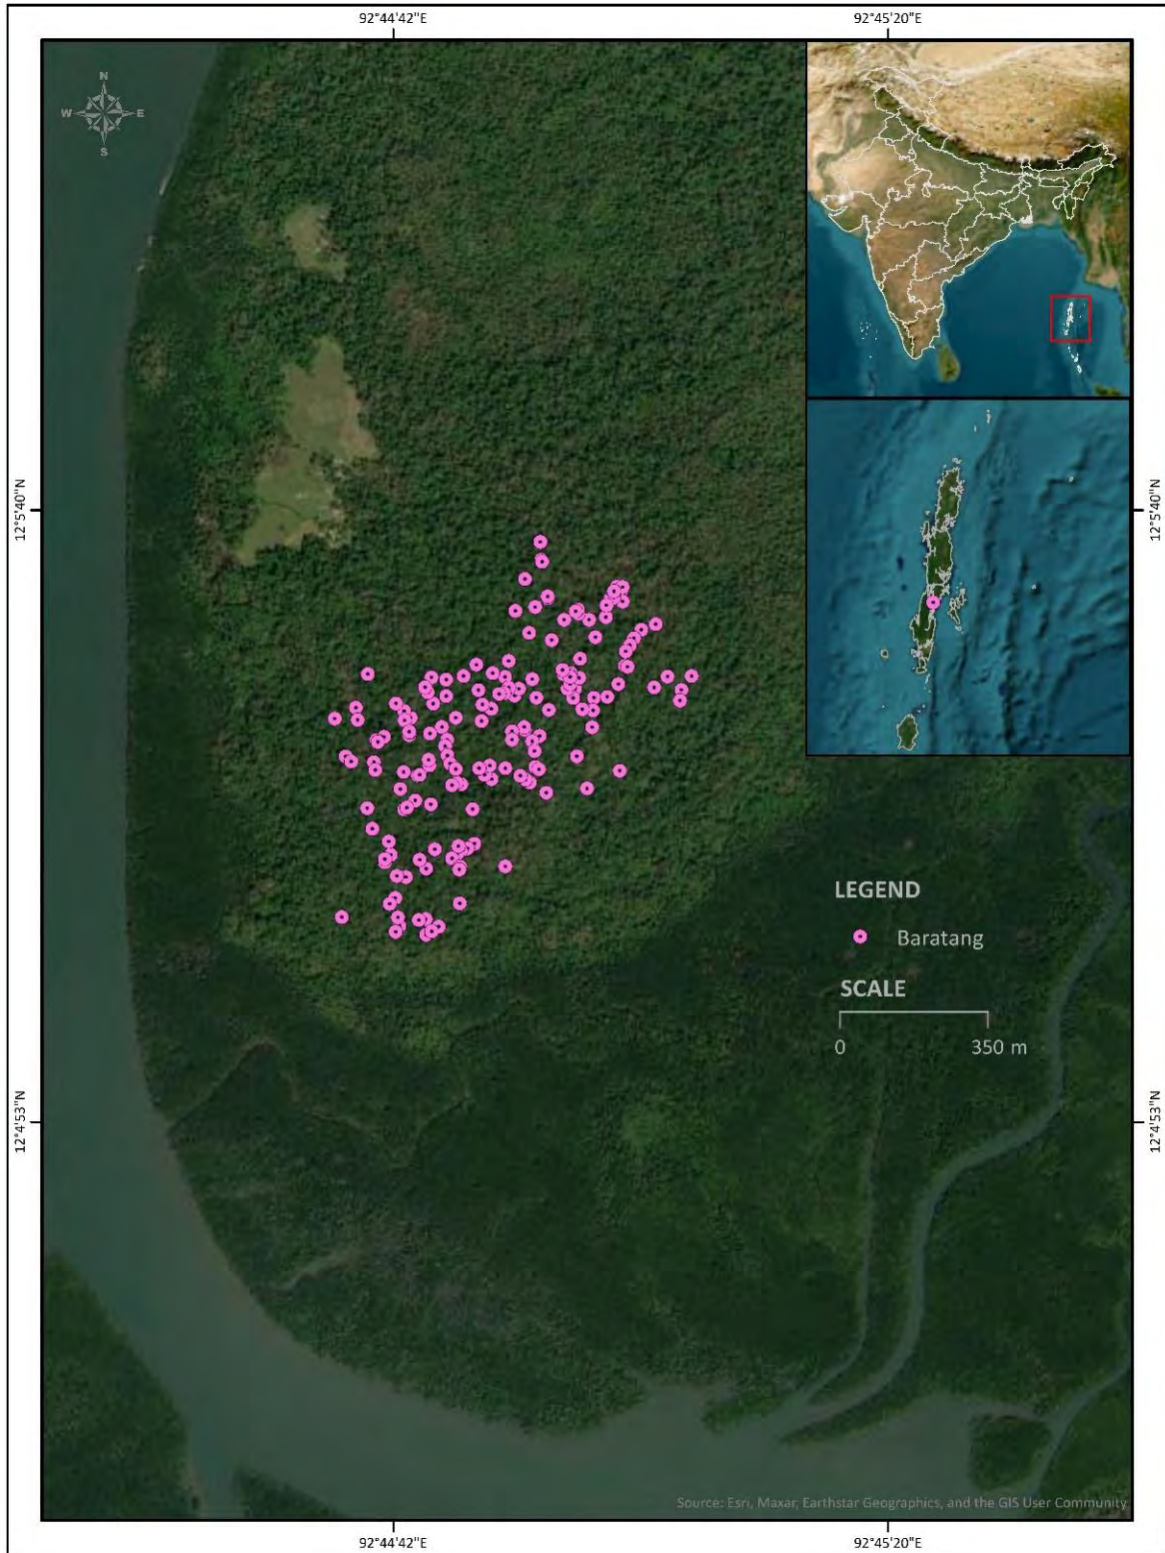 92°44'42"E 92°45'20"E
N
W E
S
12°5'40"N 12°5'40"N
LEGEND
Baratang
SCALE
0 350 m
12°4'53"N 12°4'53"N
Source: Esri, Maxar, Earthstar Geographics, and the GIS User Community
92°44'42"E 92°45'20"E